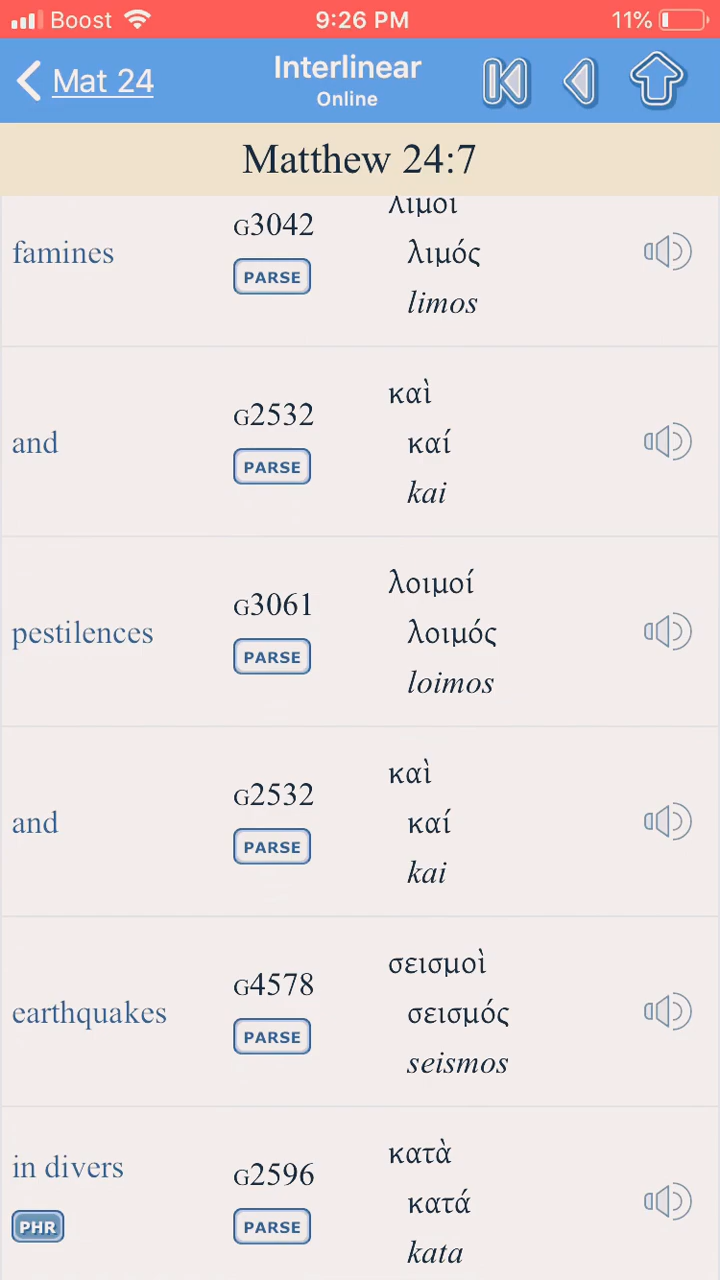 Boost 9:26 PM 11%
Mat 24 Interlinear
Online
Matthew 24:7
famines G3042 λιμοὶ
PARSE λιμός
limos
and G2532 καὶ
PARSE καί
kai
pestilences G3061 λοιμοί
PARSE λοιμός
loimos
and G2532 καὶ
PARSE καί
kai
earthquakes G4578 σεισμοὶ
PARSE σεισμός
seismos
in divers G2596 κατὰ
PHR PARSE κατά
kata